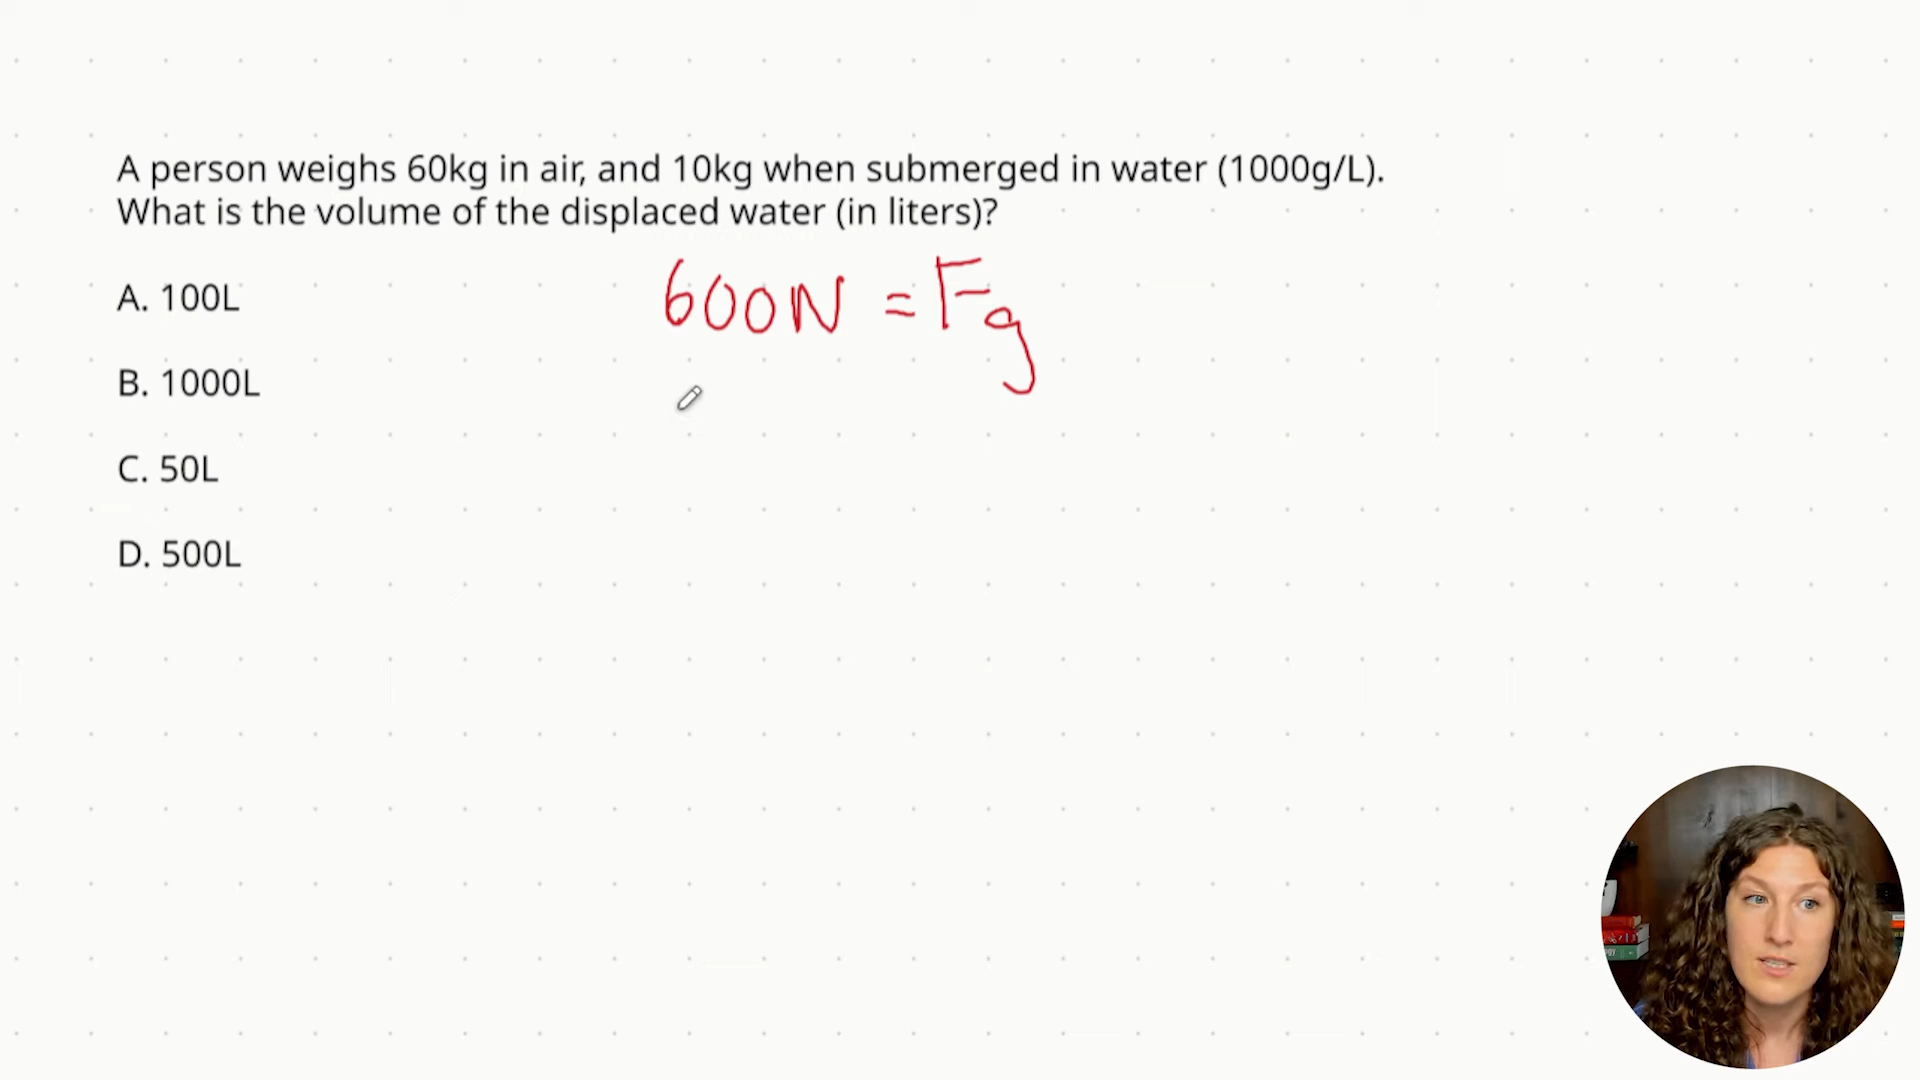 A person weighs 60kg in air, and 10kg when submerged in water (1000g/L).
What is the volume of the displaced water (in liters)?
600N = Fg
A. 100L
B. 1000L
C. 50L
D. 500L